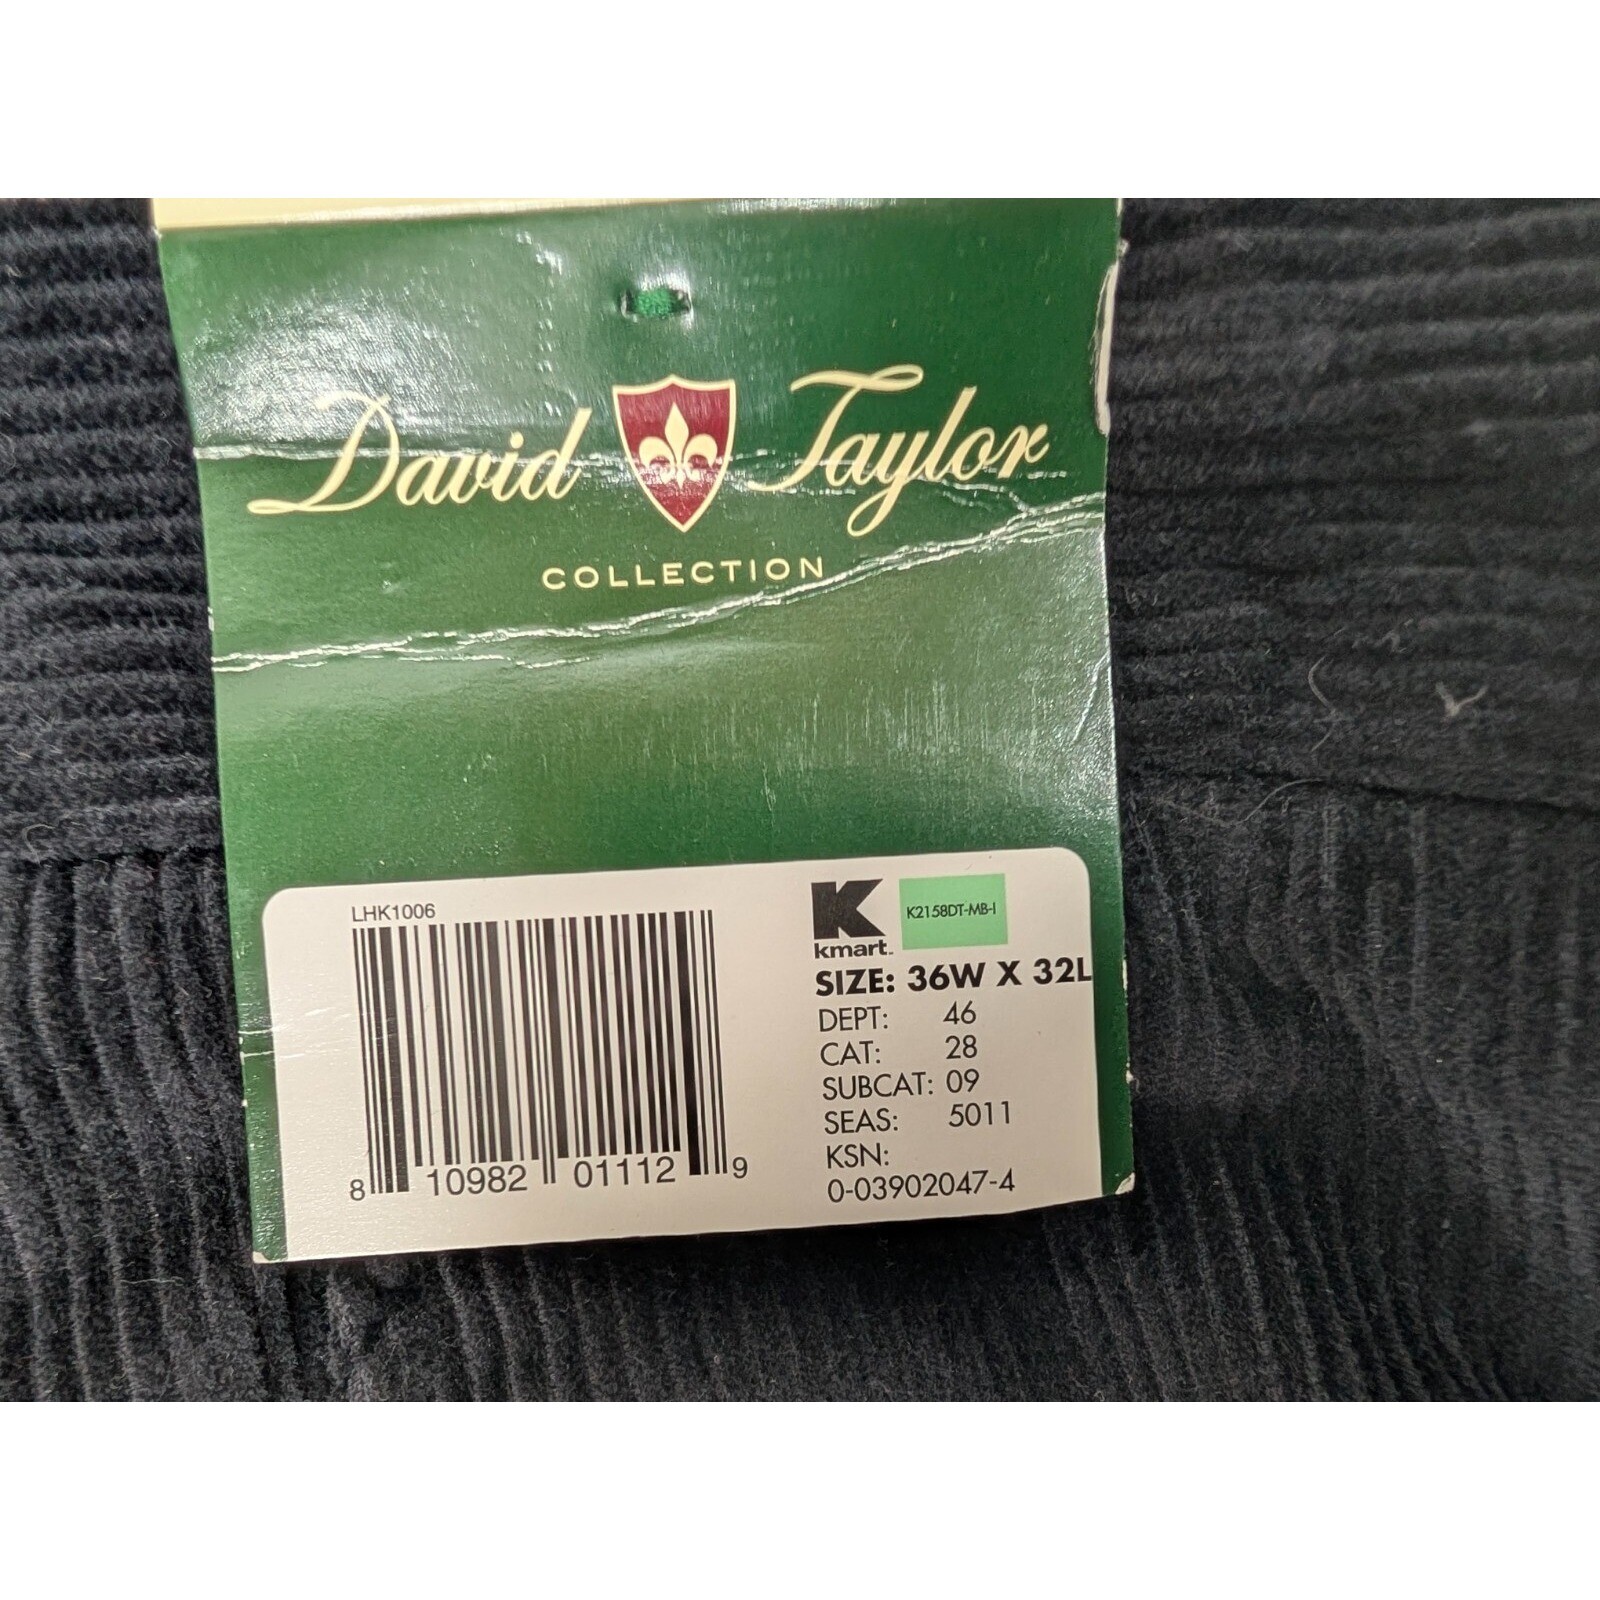 David Taylor
COLLECTION
LHK1006
8 10982 01112 9
K
kmart
K2158DT-MB-I
SIZE: 36W X 32L
DEPT: 46
CAT: 28
SUBCAT: 09
SEAS: 5011
KSN:
0-03902047-4